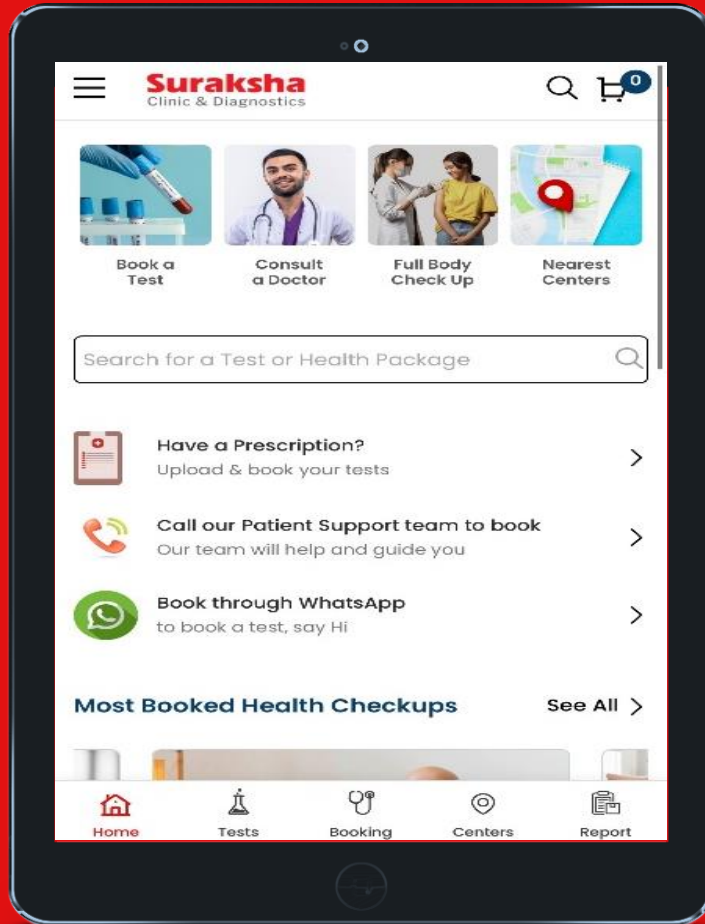 Suraksha
Clinic & Diagnostics
0
Book a
Test
Consult
a Doctor
Full Body
Check Up
Nearest
Centers
Search for a Test or Health Package
Have a Prescription?
Upload & book your tests
Call our Patient Support team to book
Our team will help and guide you
Book through WhatsApp
to book a test, say Hi
Most Booked Health Checkups
See All
Home
Tests
Booking
Centers
Report